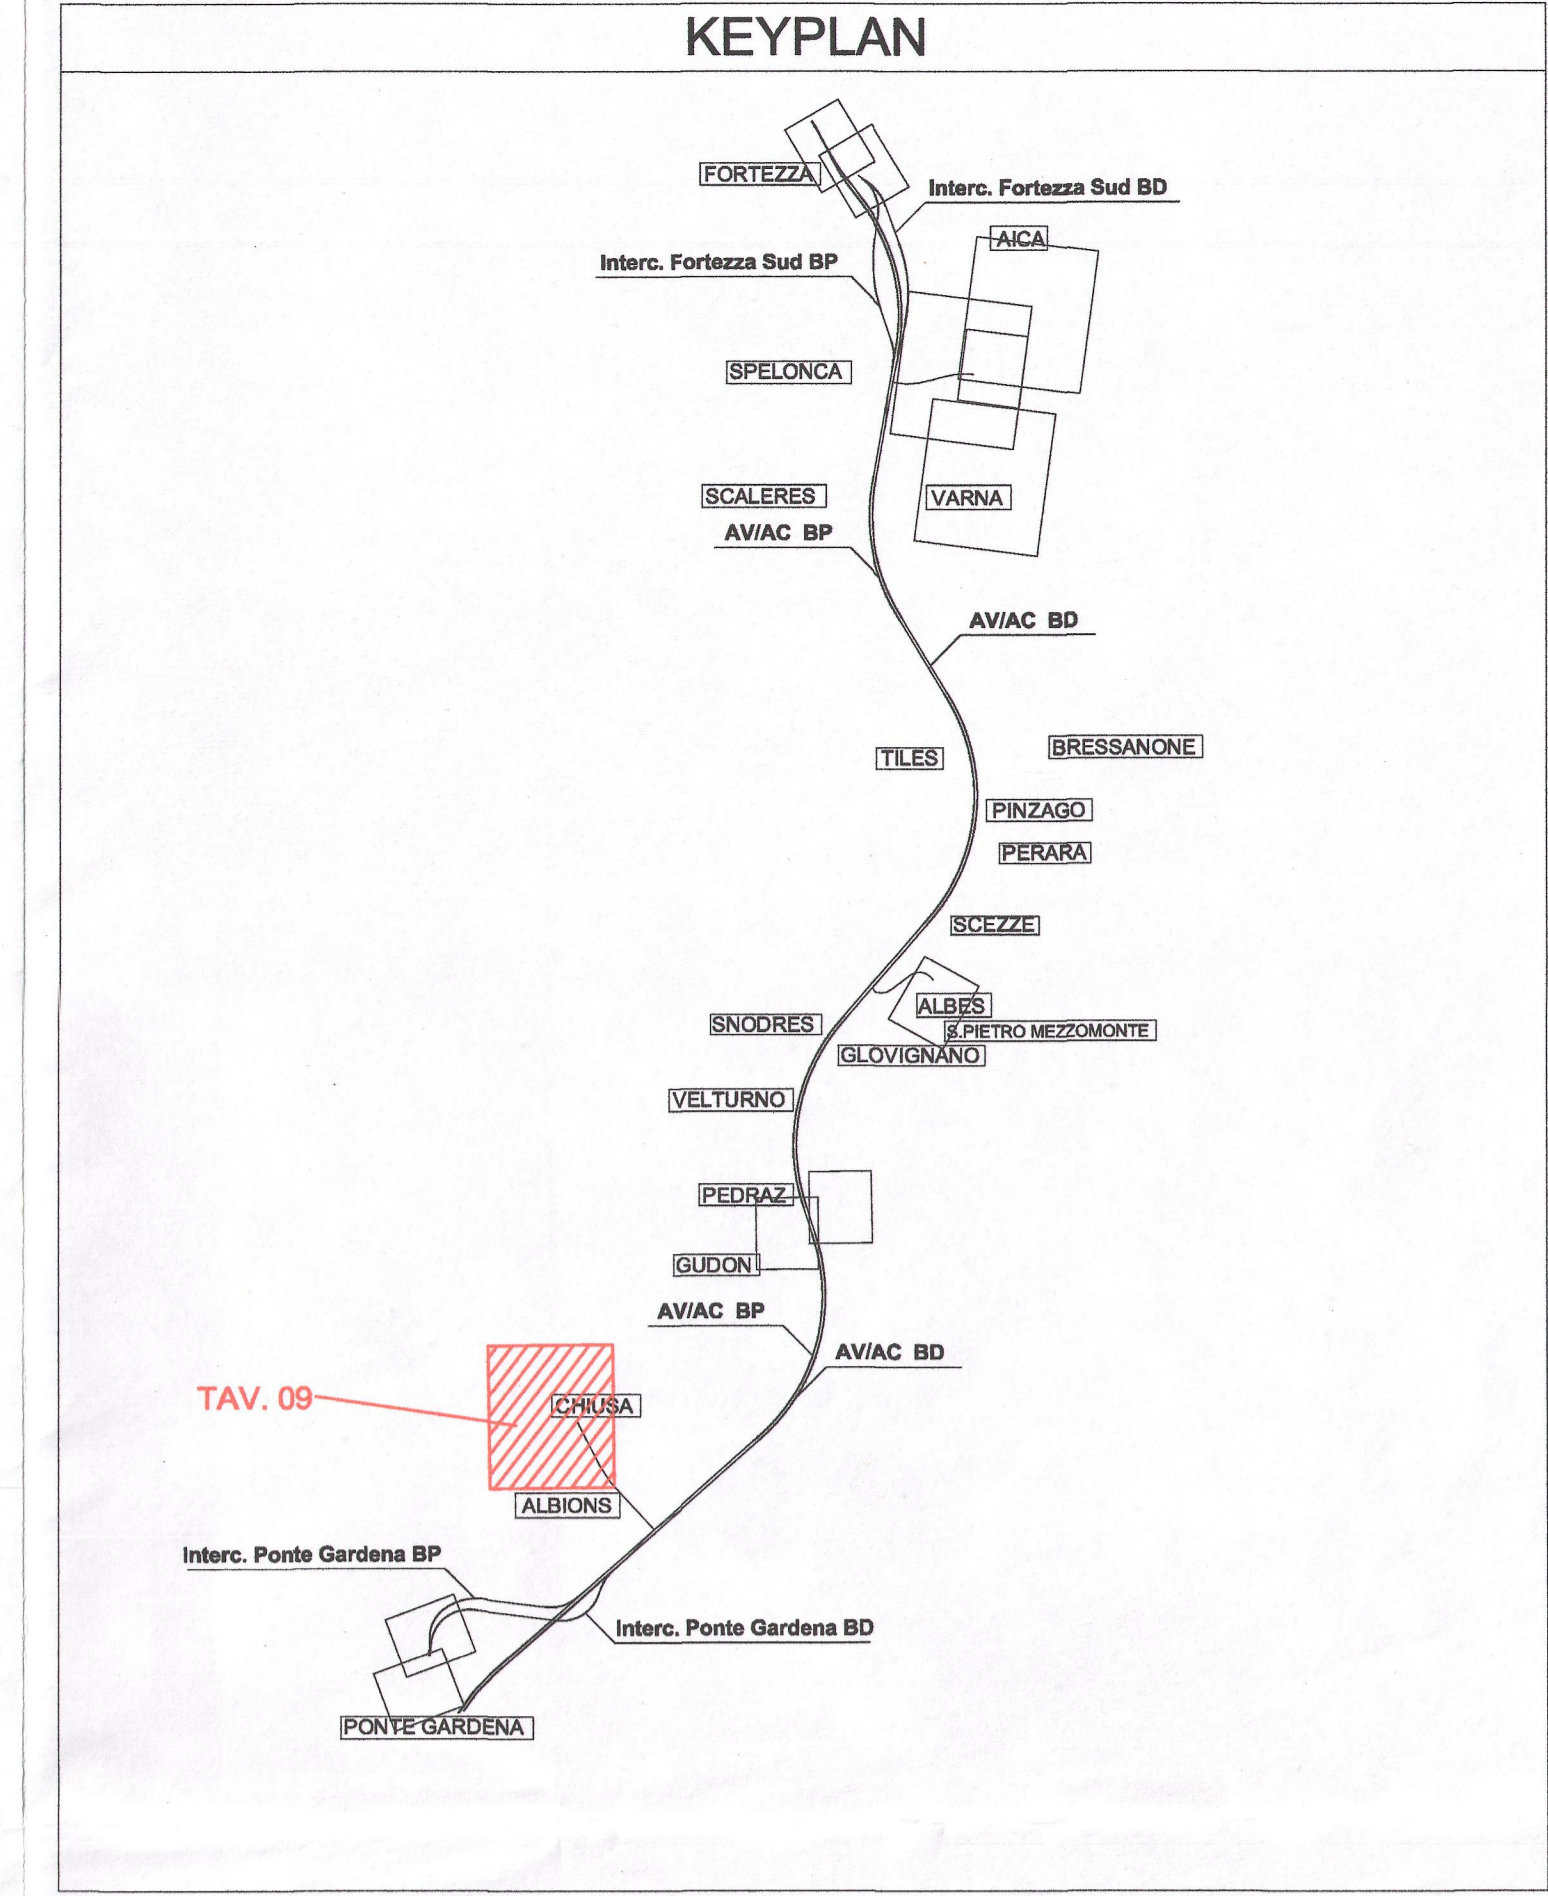 KEYPLAN
FORTEZZA
Interc. Fortezza Sud BD
AICA
Interc. Fortezza Sud BP
SPELONCA
SCALERES
VARNA
AV/AC BP
AV/AC BD
TILES
BRESSANONE
PINZAGO
PERARA
SCEZZE
ALBES
SNODRES
S.PIETRO MEZZOMONTE
GLOVIGNANO
VELTURNO
PEDRAZ
GUDON
AV/AC BP
AV/AC BD
TAV. 09
CHIUSA
ALBIONS
Interc. Ponte Gardena BP
Interc. Ponte Gardena BD
PONTE GARDENA